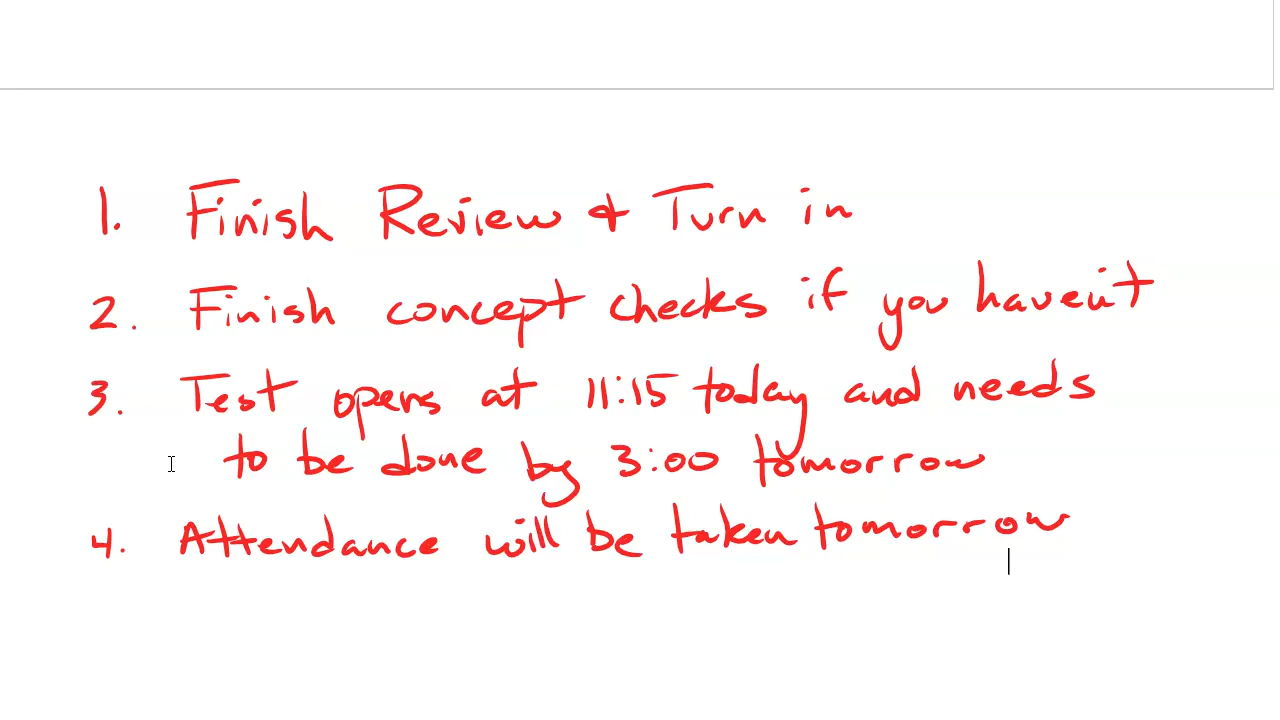 1. Finish Review & Turn in
2. Finish concept checks if you haven't
3. Test opens at 11:15 today and needs
to be done by 3:00 tomorrow
4. Attendance will be taken tomorrow